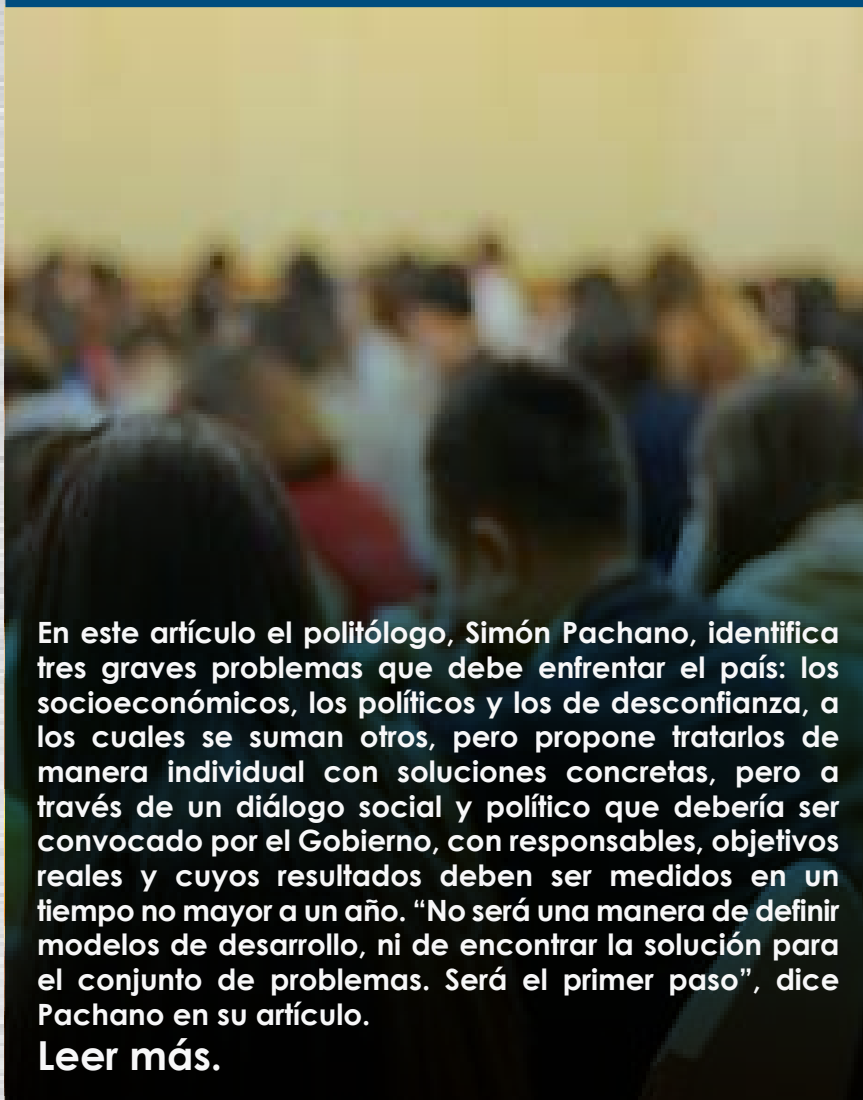 En este artículo el politólogo, Simón Pachano, identifica
tres graves problemas que debe enfrentar el país: los
socioeconómicos, los políticos y los de desconfianza, a
los cuales se suman otros, pero propone tratarlos de
manera individual con soluciones concretas, pero a
través de un diálogo social y político que debería ser
convocado por el Gobierno, con responsables, objetivos
reales y cuyos resultados deben ser medidos en un
tiempo no mayor a un año. “No será una manera de definir
modelos de desarrollo, ni de encontrar la solución para
el conjunto de problemas. Será el primer paso”, dice
Pachano en su artículo.
Leer más.